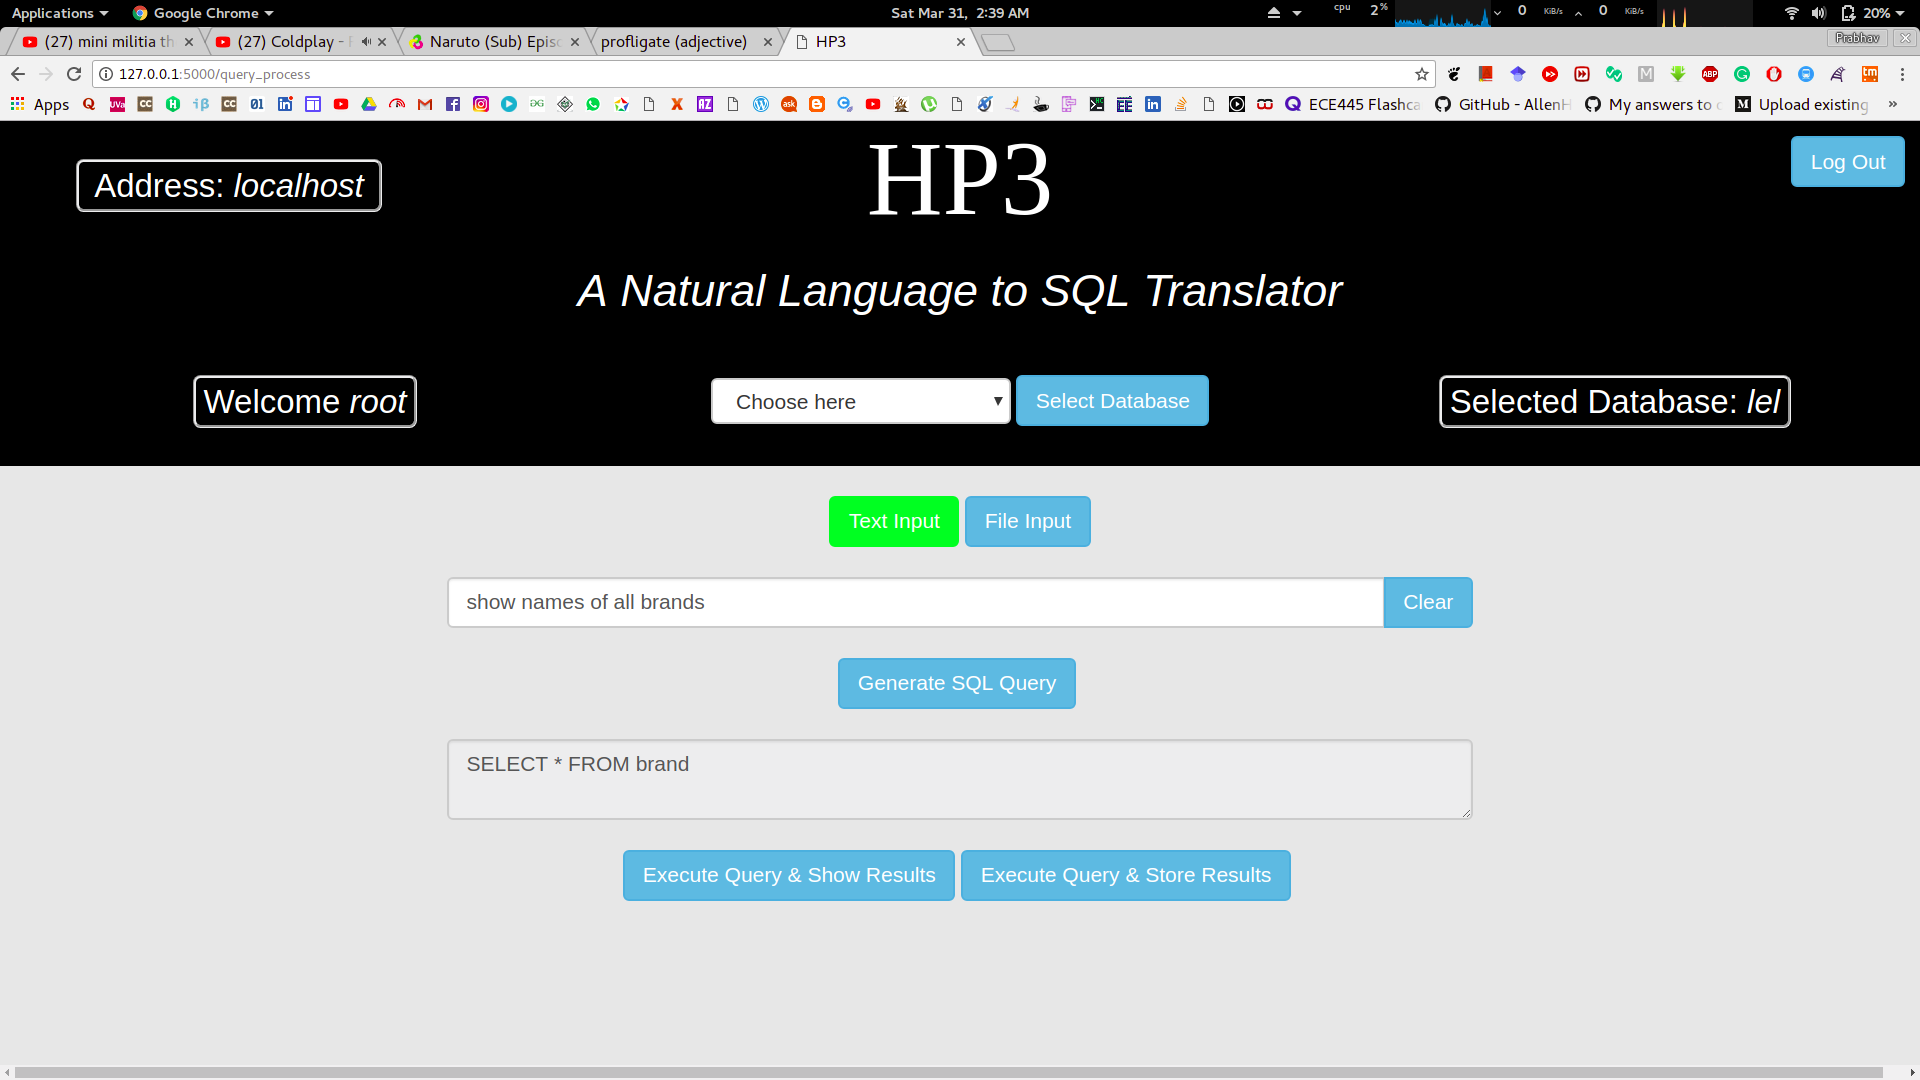 Applications Google Chrome Sat Mar 31, 2:39 AM cpu 2% 0 KiB/s 0 KiB/s 20%
(27) mini militia th (27) Coldplay - Naruto (Sub) Epis profligate (adjective) HP3 Prabhav
127.0.0.1:5000/query_process
Apps ECE445 Flashca GitHub - AllenH My answers to Upload existing »
Address: localhost
HP3
Log Out
A Natural Language to SQL Translator
Welcome root
Choose here
Select Database
Selected Database: lel
Text Input File Input
show names of all brands
Clear
Generate SQL Query
SELECT * FROM brand
Execute Query & Show Results Execute Query & Store Results